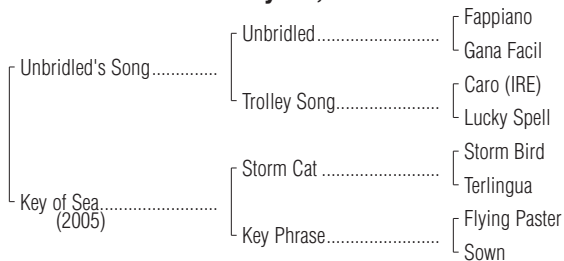 Fappiano
Unbridled
Gana Facil
Unbridled's Song
Caro (IRE)
Trolley Song
Lucky Spell
Storm Bird
Storm Cat
Terlingua
Key of Sea
(2005)
Flying Paster
Key Phrase
Sown